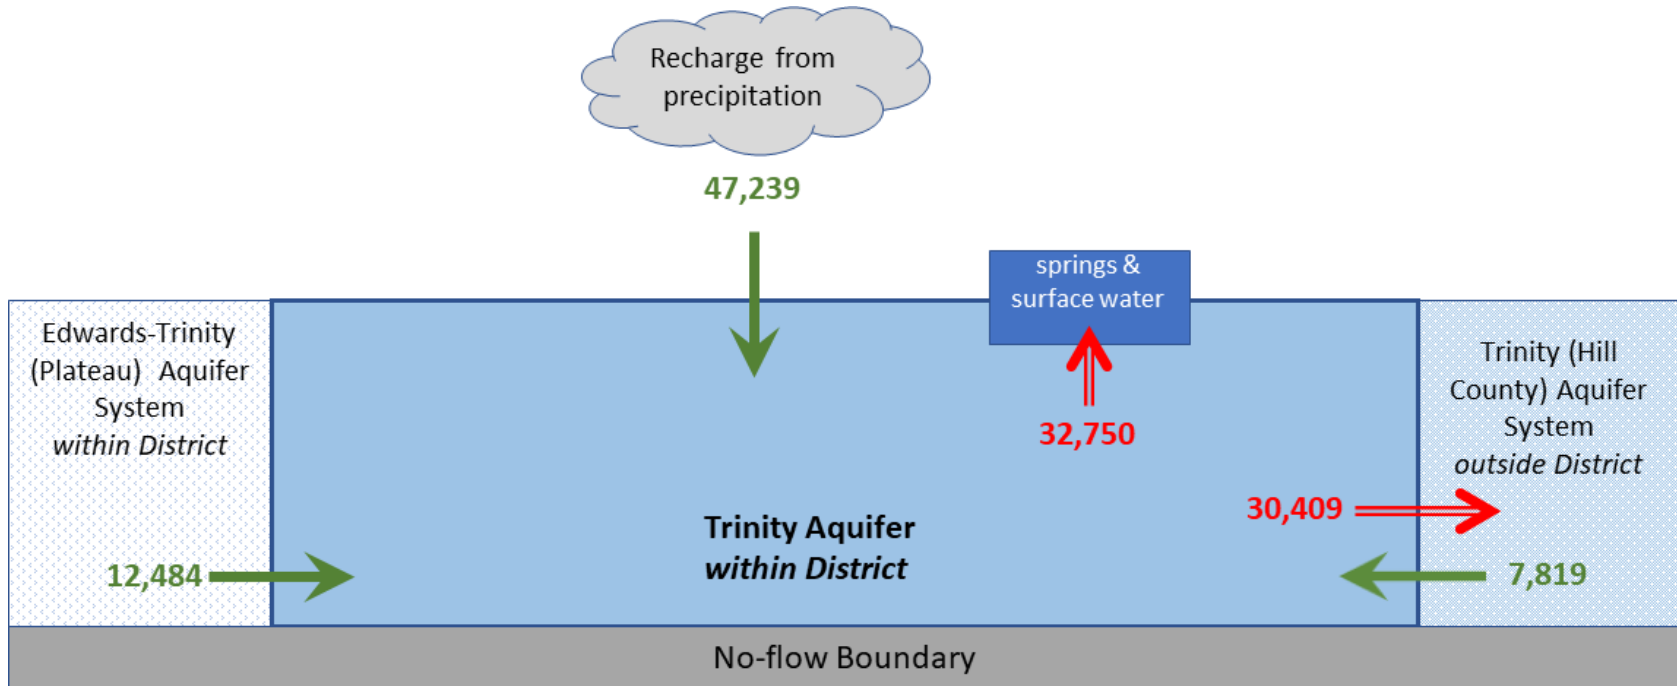 Recharge from
precipitation
47,239
springs &
surface water
Edwards-Trinity
(Plateau) Aquifer
System
within District
Trinity (Hill
County) Aquifer
System
outside District
32,750
30,409
Trinity Aquifer
within District
12,484
7,819
No-flow Boundary